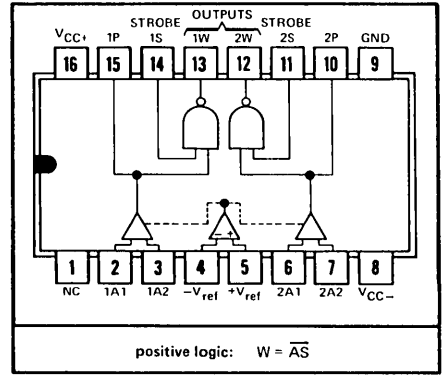 OUTPUTS
STROBE STROBE
VCC+ 1P 1S 1W 2W 2S 2P GND
16 15 14 13 12 11 10 9
− +
1 2 3 4 5 6 7 8
NC 1A1 1A2 −Vref +Vref 2A1 2A2 VCC−
positive logic: W = A̅S̅